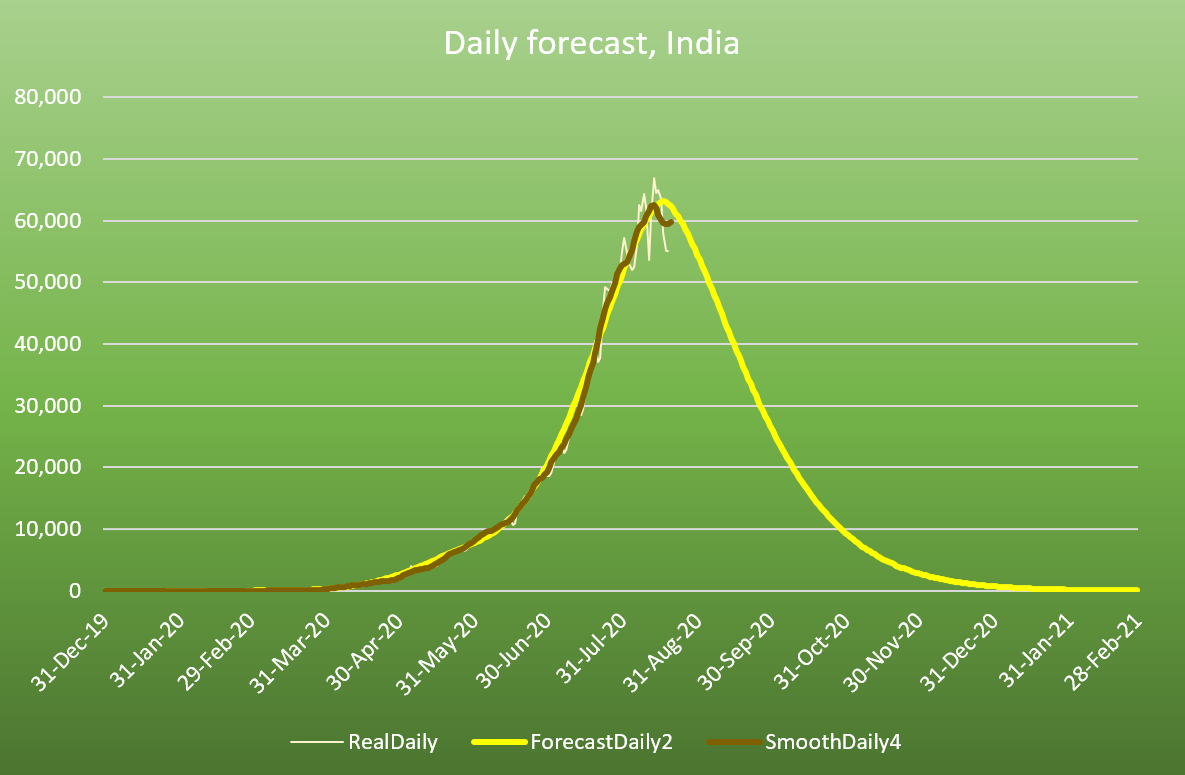 Daily forecast, India
80,000
70,000
60,000
50,000
40,000
30,000
20,000
10,000
0
31-Dec-19
31-Jan-20
29-Feb-20
31-Mar-20
30-Apr-20
31-May-20
30-Jun-20
31-Jul-20
31-Aug-20
30-Sep-20
31-Oct-20
30-Nov-20
31-Dec-20
31-Jan-21
28-Feb-21
RealDaily ForecastDaily2 SmoothDaily4